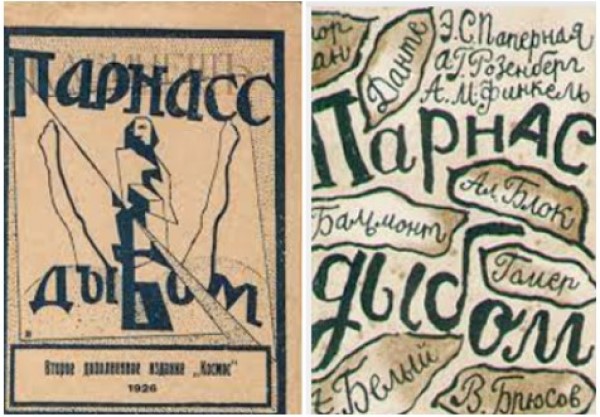 ПАРНАСС
ДЫБОМ
Второе дополненное издание „Космос"
1926
Данте
Э.С.Паперная
А.Г.Розенберг
А.М.Финкель
Парнас
Ал. Блок
Бальмонт
Гомер
дыбом
Белый
В. Брюсов